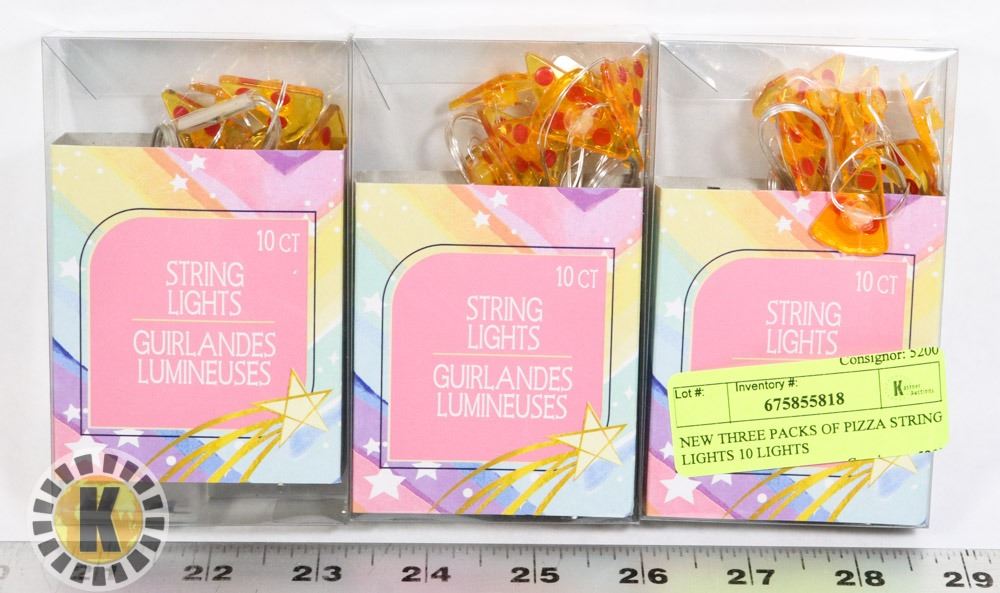 10 CT
STRING
LIGHTS
GUIRLANDES
LUMINEUSES
10 CT
STRING
LIGHTS
GUIRLANDES
LUMINEUSES
10 CT
STRING
LIGHTS
Consignor: 5200
Lot #:
Inventory #:
675855818
Kastner
Auctions
NEW THREE PACKS OF PIZZA STRING
LIGHTS 10 LIGHTS
K
22 23 24 25 26 27 28 29